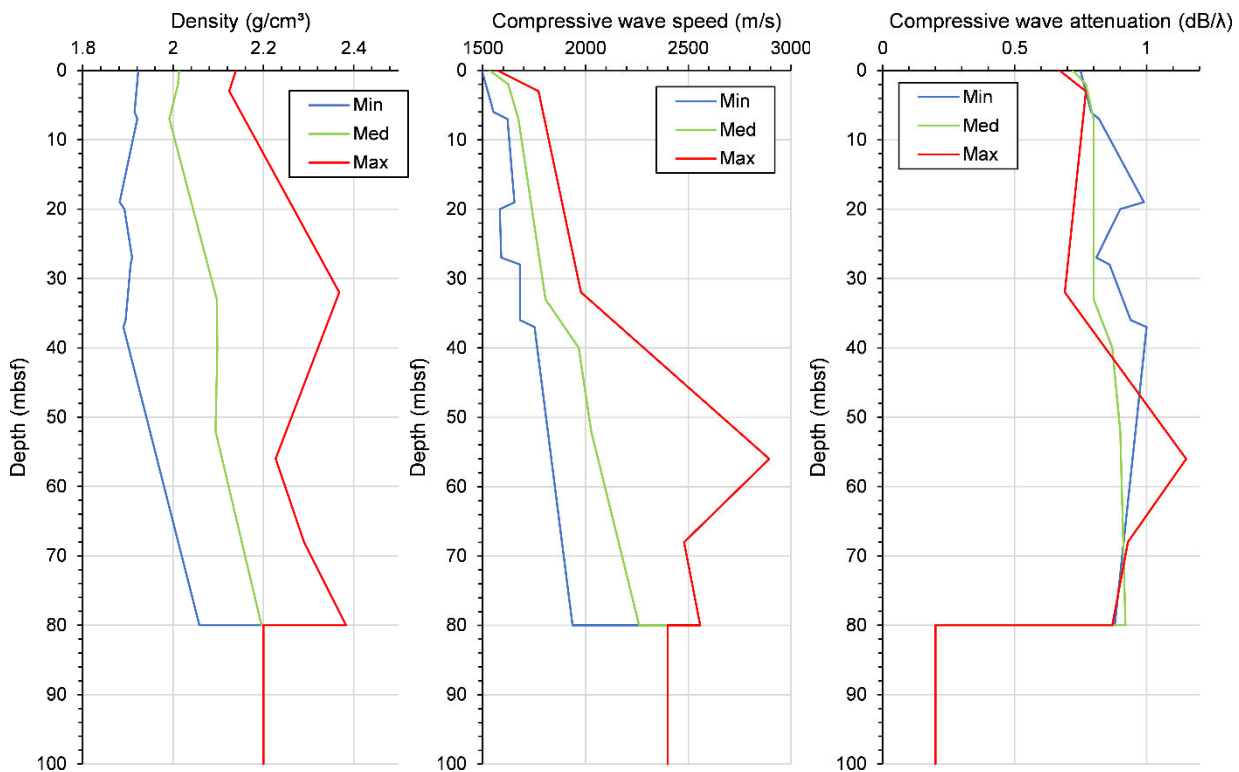 Density (g/cm³)
1.8 2 2.2 2.4
0
10
20
30
40
50
60
70
80
90
100
Depth (mbsf)
Min
Med
Max
Compressive wave speed (m/s)
1500 2000 2500 3000
0
10
20
30
40
50
60
70
80
90
100
Depth (mbsf)
Min
Med
Max
Compressive wave attenuation (dB/λ)
0 0.5 1
0
10
20
30
40
50
60
70
80
90
100
Depth (mbsf)
Min
Med
Max